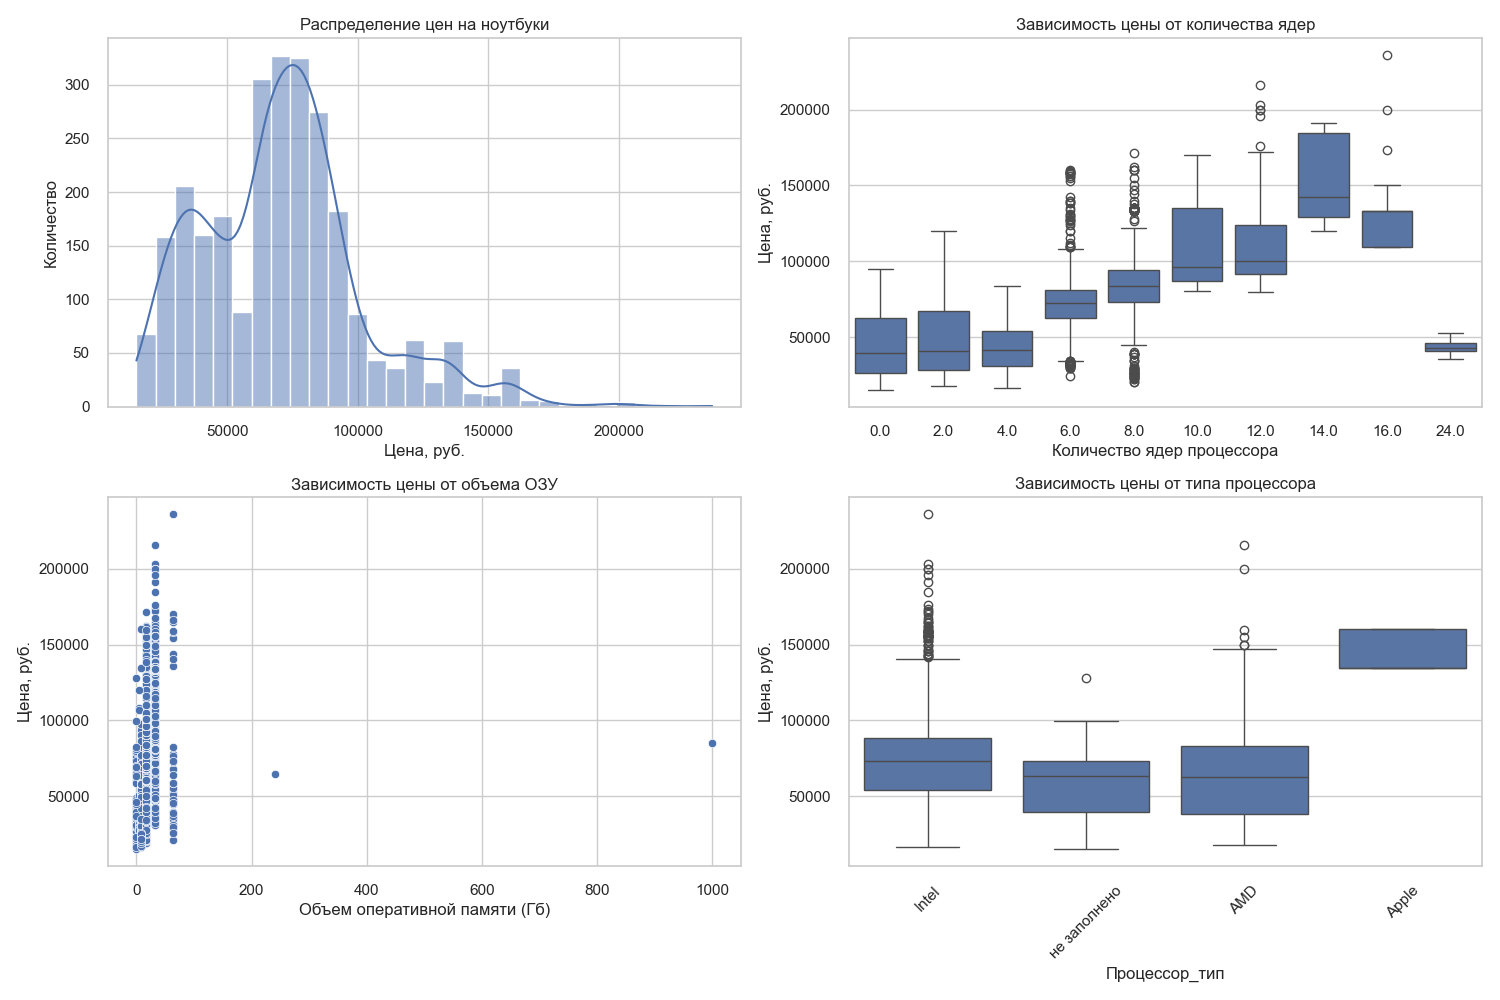 Распределение цен на ноутбуки
Количество
300
250
200
150
100
50
0
50000
100000
150000
200000
Цена, руб.
Зависимость цены от количества ядер
Цена, руб.
200000
150000
100000
50000
0.0
2.0
4.0
6.0
8.0
10.0
12.0
14.0
16.0
24.0
Количество ядер процессора
Зависимость цены от объема ОЗУ
Цена, руб.
200000
150000
100000
50000
0
200
400
600
800
1000
Объем оперативной памяти (Гб)
Зависимость цены от типа процессора
Цена, руб.
200000
150000
100000
50000
Intel
не заполнено
AMD
Apple
Процессор_тип